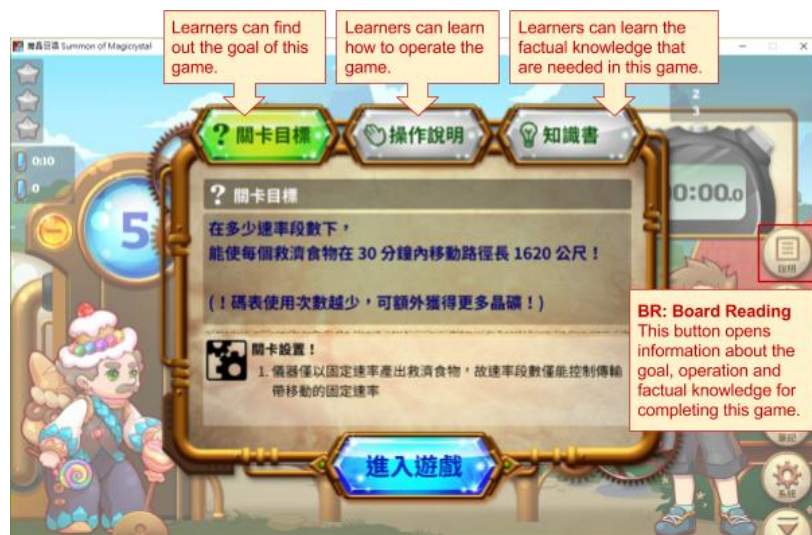 Learners can find
out the goal of this
game.
Learners can learn
how to operate the
game.
Learners can learn the
factual knowledge that
are needed in this game.
Summon of Magicrystal
? 關卡目標
操作說明
知識書
0:10
0
5
2
3
00:00.0
? 關卡目標
在多少速率段數下，
能使每個救濟食物在 30 分鐘內移動路徑長 1620 公尺！
(！碼表使用次數越少，可額外獲得更多晶礦！)
關卡設置！
1. 儀器僅以固定速率產出救濟食物，故速率段數僅能控制傳輸
帶移動的固定速率
進入遊戲
說明
BR: Board Reading
This button opens
information about the
goal, operation and
factual knowledge for
completing this game.
筆記
系統